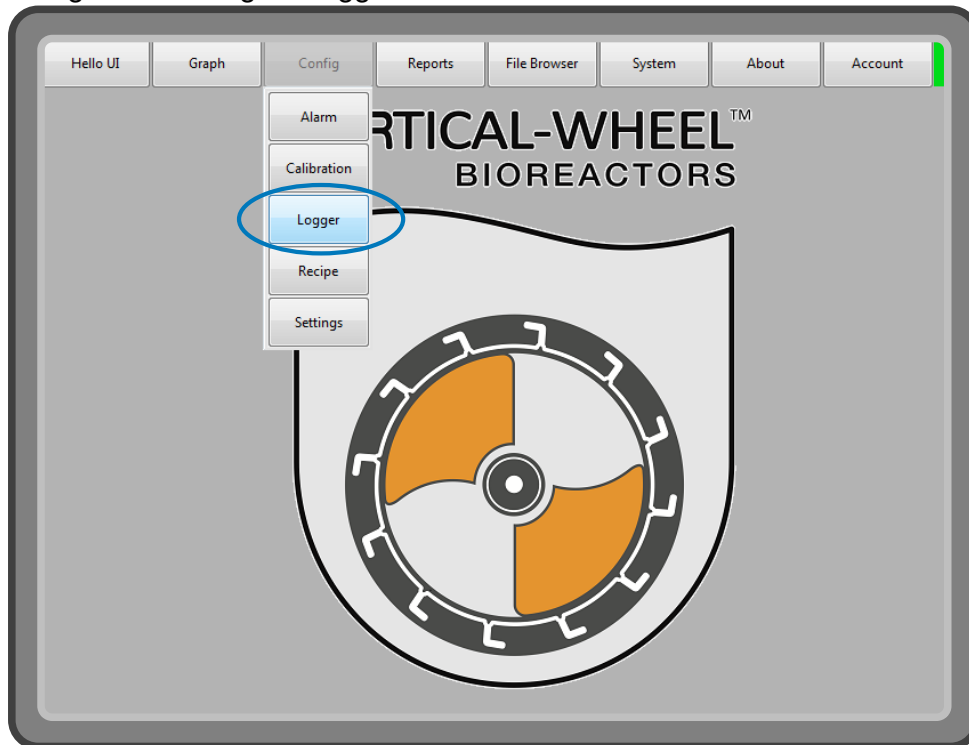 Hello UI
Graph
Config
Reports
File Browser
System
About
Account
Alarm
Calibration
Logger
Recipe
Settings
RTICAL-WHEEL™
BIOREACTORS